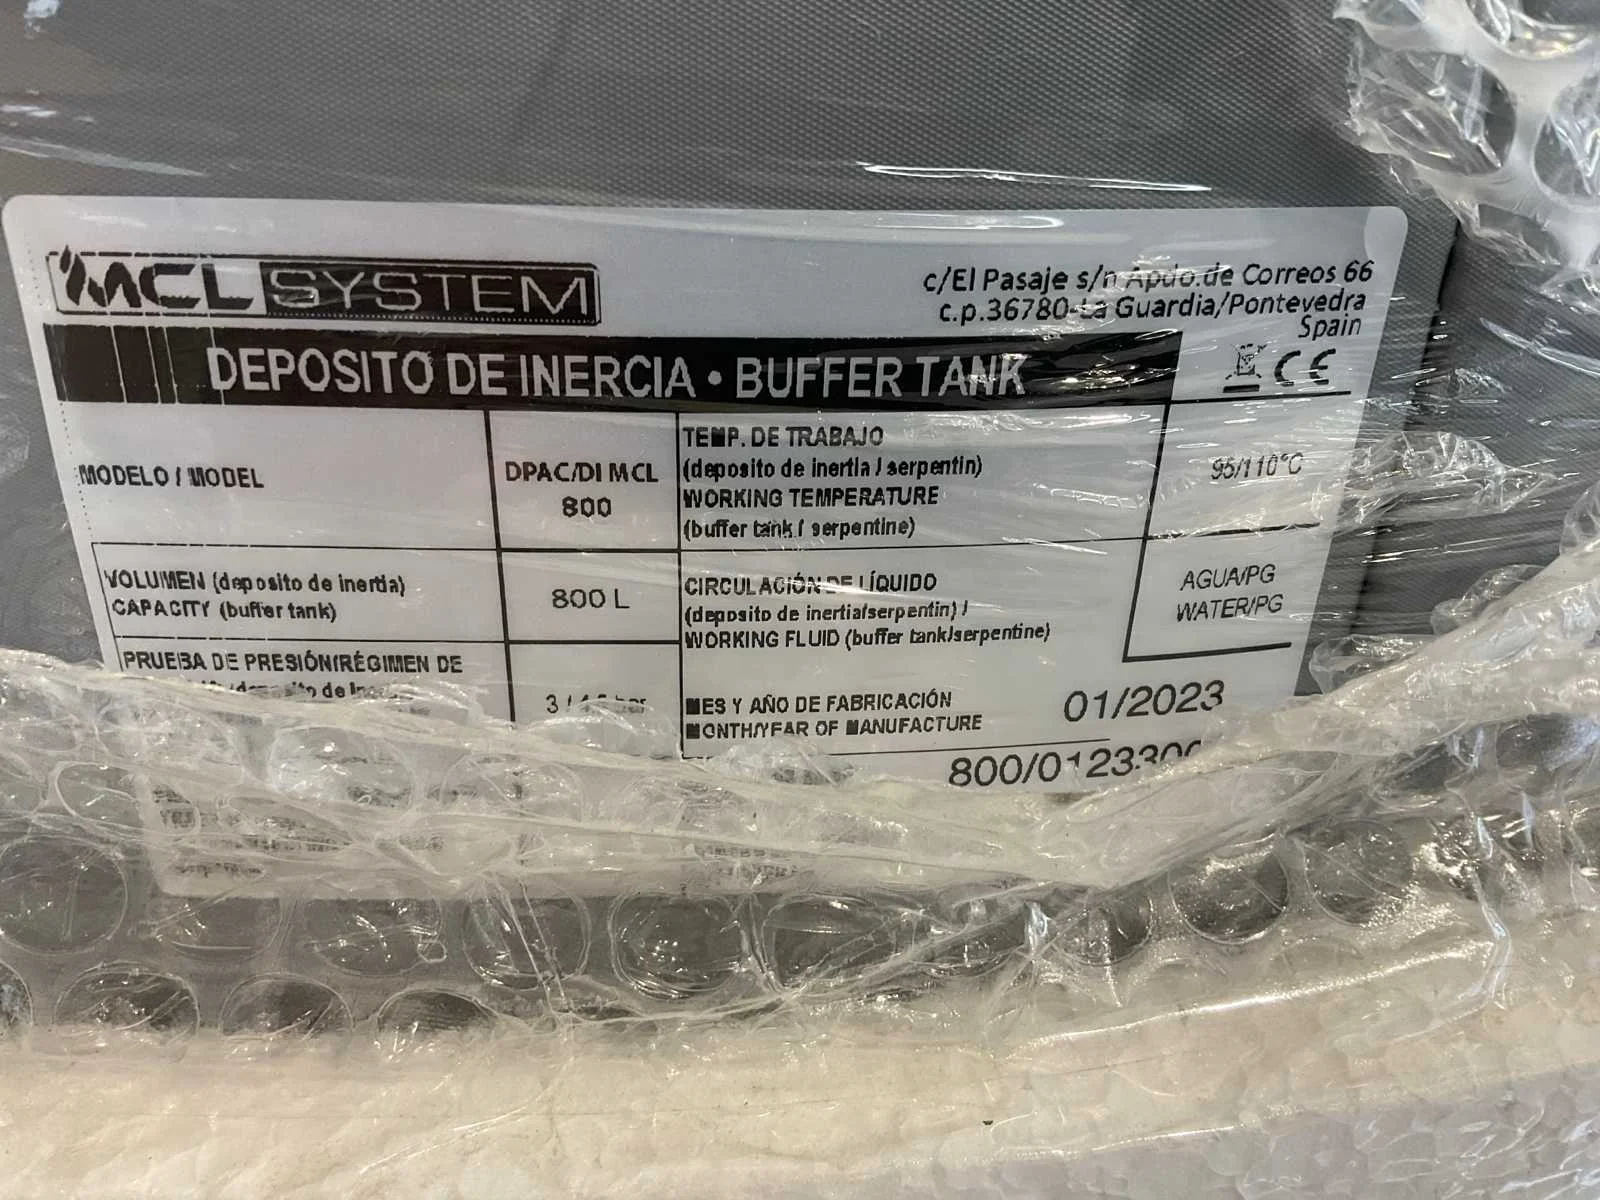 MCL SYSTEM
c/El Pasaje s/n Apdo.de Correos 66
c.p.36780-La Guardia/Pontevedra
Spain
DEPOSITO DE INERCIA • BUFFER TANK
CE
MODELO / MODEL
DPAC/DI MCL
800
TEMP. DE TRABAJO
(deposito de inertia / serpentin)
WORKING TEMPERATURE
(buffer tank / serpentine)
95/110°C
VOLUMEN (deposito de inertia)
CAPACITY (buffer tank)
800 L
CIRCULACIÓN DE LÍQUIDO
(deposito de inertia/serpentin) /
WORKING FLUID (buffer tank/serpentine)
AGUA/PG
WATER/PG
PRUEBA DE PRESIÓN/RÉGIMEN DE
de
3 / bar
MES Y AÑO DE FABRICACIÓN
MONTH/YEAR OF MANUFACTURE
01/2023